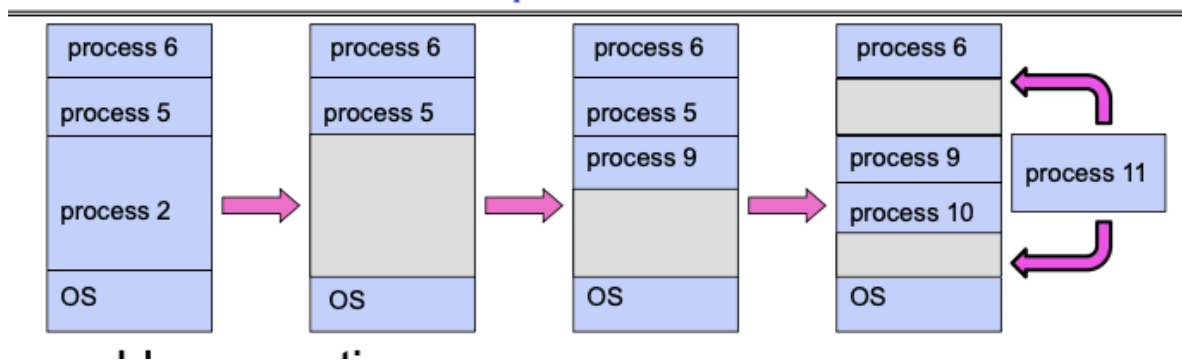 process 6
process 5
process 2
OS
process 6
process 5
OS
process 6
process 5
process 9
OS
process 6
process 9
process 10
OS
process 11